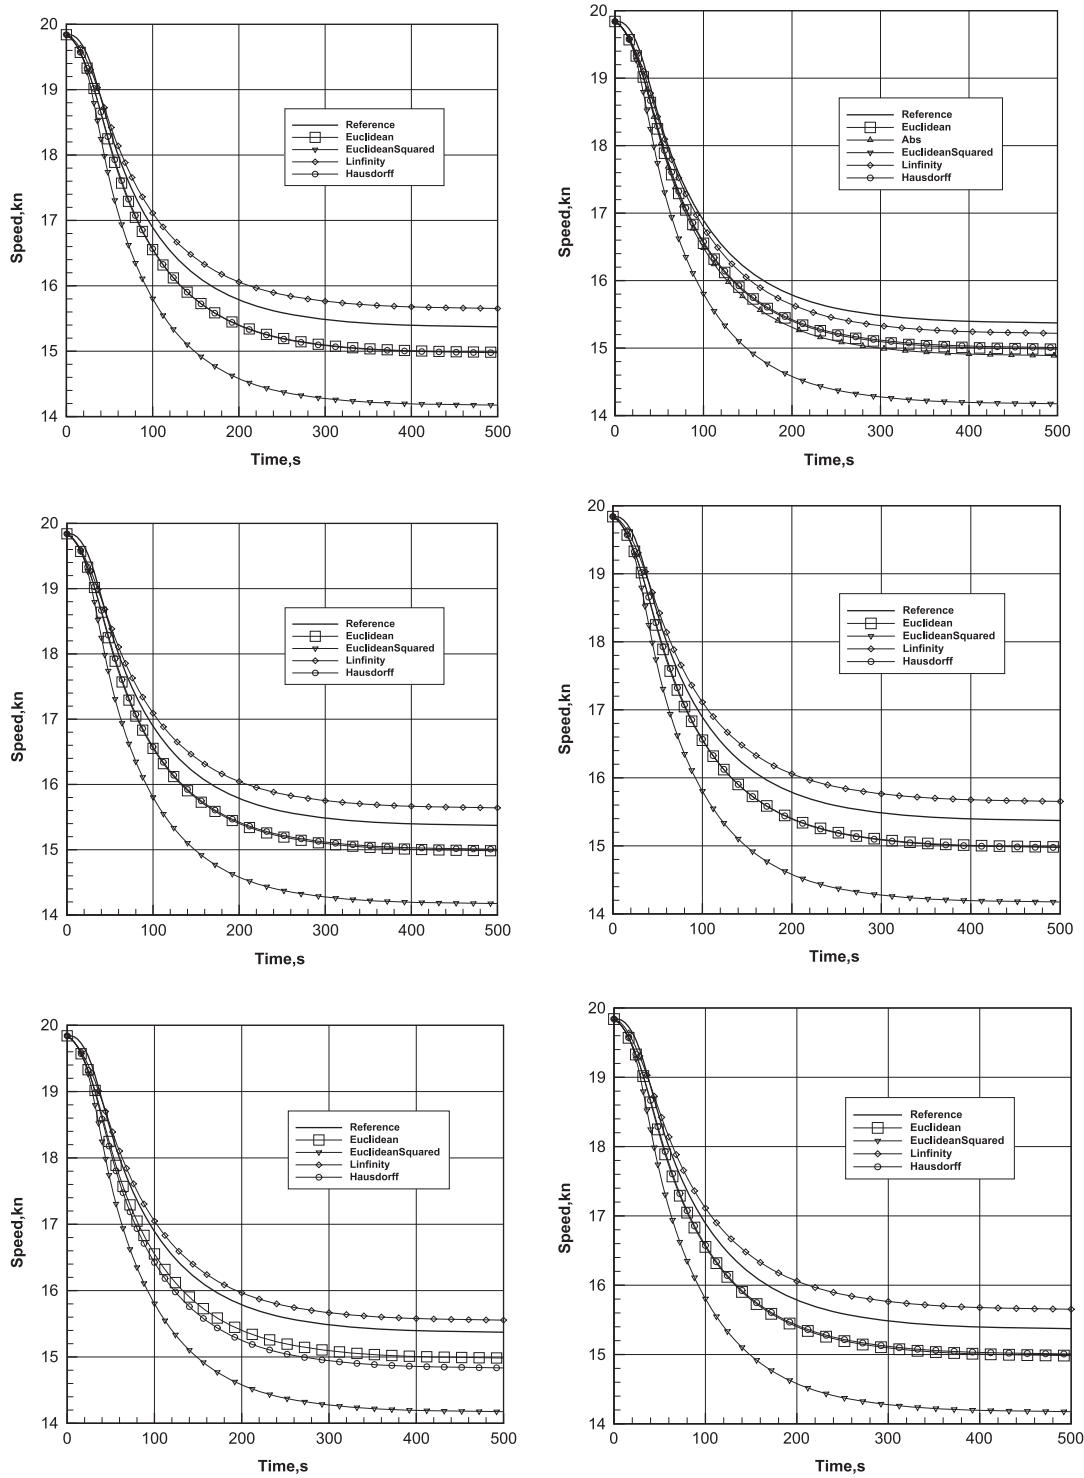 20
19
18
17
16
15
14
Speed,kn
Reference
Euclidean
EuclideanSquared
Linfinity
Hausdorff
0 100 200 300 400 500
Time,s
20
19
18
17
16
15
14
Speed,kn
Reference
Euclidean
Abs
EuclideanSquared
Linfinity
Hausdorff
0 100 200 300 400 500
Time,s
20
19
18
17
16
15
14
Speed,kn
Reference
Euclidean
EuclideanSquared
Linfinity
Hausdorff
0 100 200 300 400 500
Time,s
20
19
18
17
16
15
14
Speed,kn
Reference
Euclidean
EuclideanSquared
Linfinity
Hausdorff
0 100 200 300 400 500
Time,s
20
19
18
17
16
15
14
Speed,kn
Reference
Euclidean
EuclideanSquared
Linfinity
Hausdorff
0 100 200 300 400 500
Time,s
20
19
18
17
16
15
14
Speed,kn
Reference
Euclidean
EuclideanSquared
Linfinity
Hausdorff
0 100 200 300 400 500
Time,s